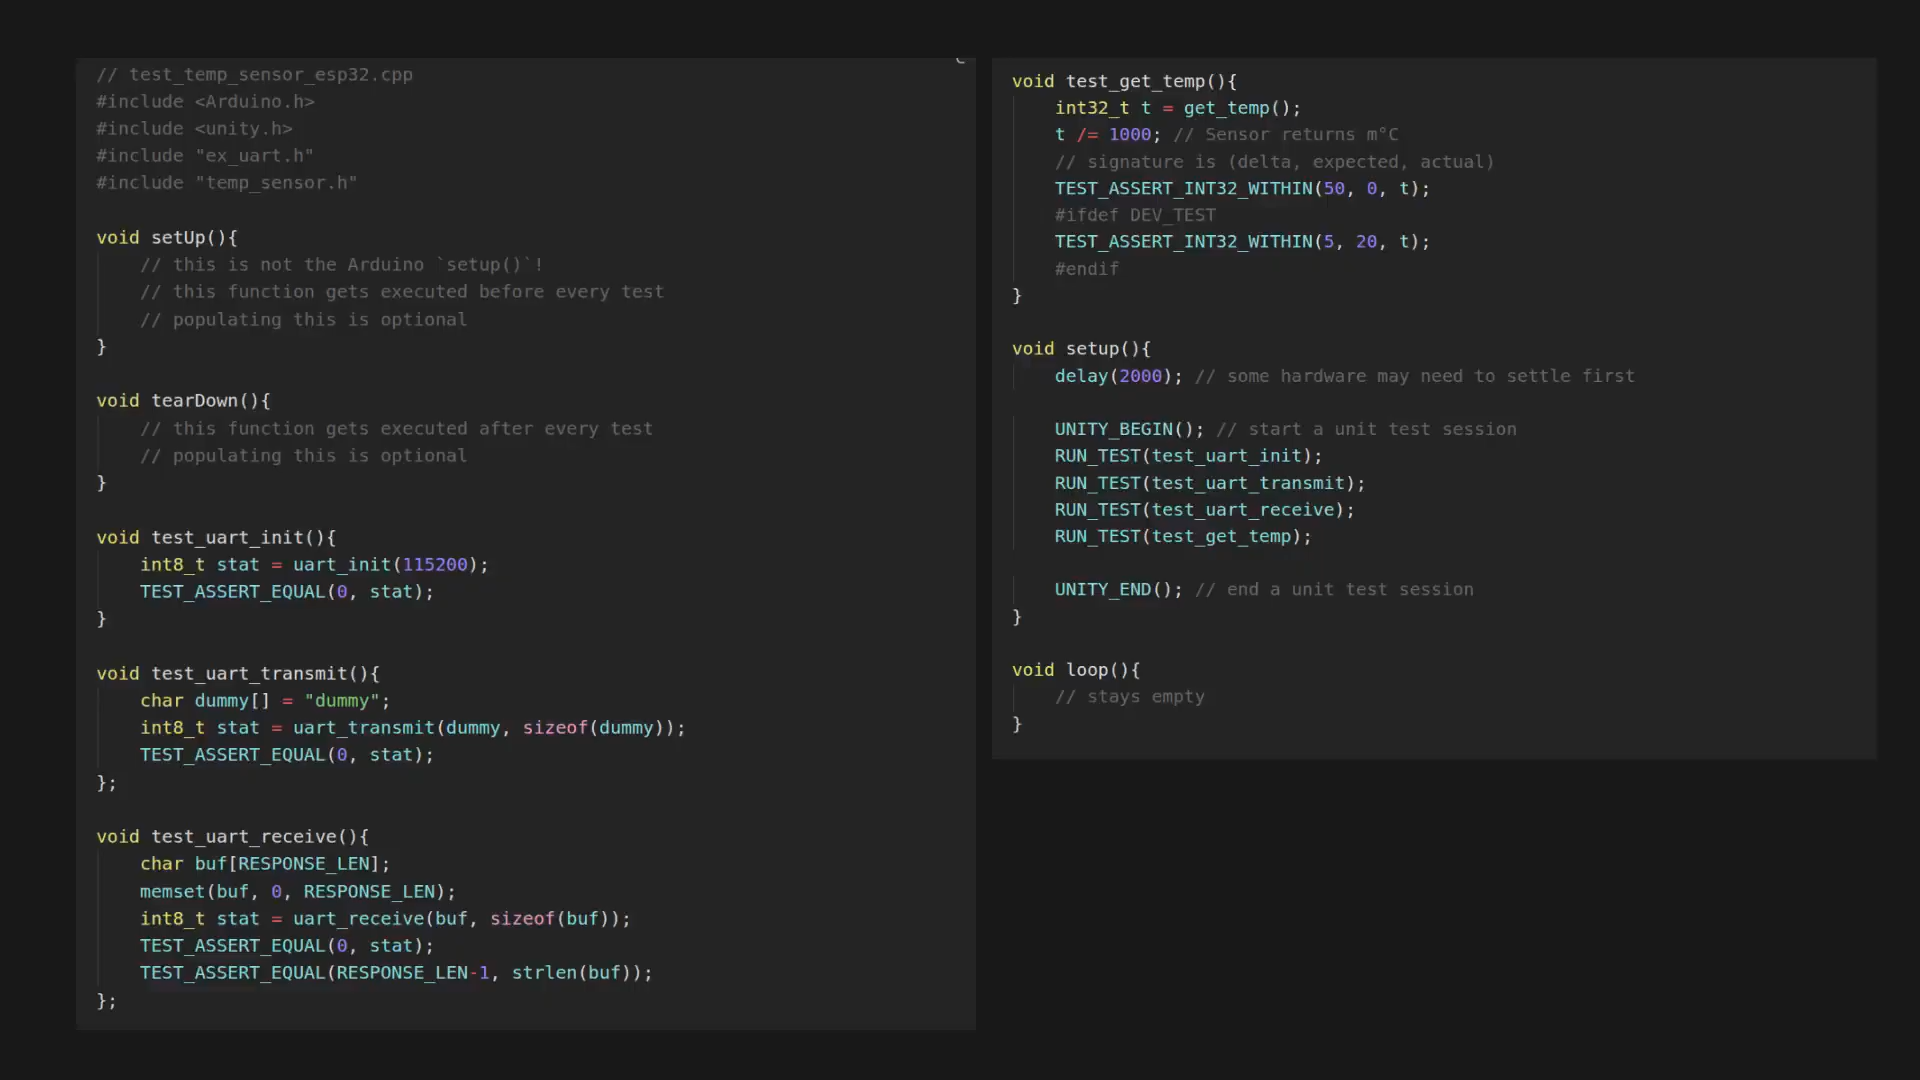 // test_temp_sensor_esp32.cpp
#include <Arduino.h>
#include <unity.h>
#include "ex_uart.h"
#include "temp_sensor.h"
void setUp(){
// this is not the Arduino `setup()`!
// this function gets executed before every test
// populating this is optional
}
void tearDown(){
// this function gets executed after every test
// populating this is optional
}
void test_uart_init(){
int8_t stat = uart_init(115200);
TEST_ASSERT_EQUAL(0, stat);
}
void test_uart_transmit(){
char dummy[] = "dummy";
int8_t stat = uart_transmit(dummy, sizeof(dummy));
TEST_ASSERT_EQUAL(0, stat);
};
void test_uart_receive(){
char buf[RESPONSE_LEN];
memset(buf, 0, RESPONSE_LEN);
int8_t stat = uart_receive(buf, sizeof(buf));
TEST_ASSERT_EQUAL(0, stat);
TEST_ASSERT_EQUAL(RESPONSE_LEN-1, strlen(buf));
};
void test_get_temp(){
int32_t t = get_temp();
t /= 1000; // Sensor returns m°C
// signature is (delta, expected, actual)
TEST_ASSERT_INT32_WITHIN(50, 0, t);
#ifdef DEV_TEST
TEST_ASSERT_INT32_WITHIN(5, 20, t);
#endif
}
void setup(){
delay(2000); // some hardware may need to settle first
UNITY_BEGIN(); // start a unit test session
RUN_TEST(test_uart_init);
RUN_TEST(test_uart_transmit);
RUN_TEST(test_uart_receive);
RUN_TEST(test_get_temp);
UNITY_END(); // end a unit test session
}
void loop(){
// stays empty
}